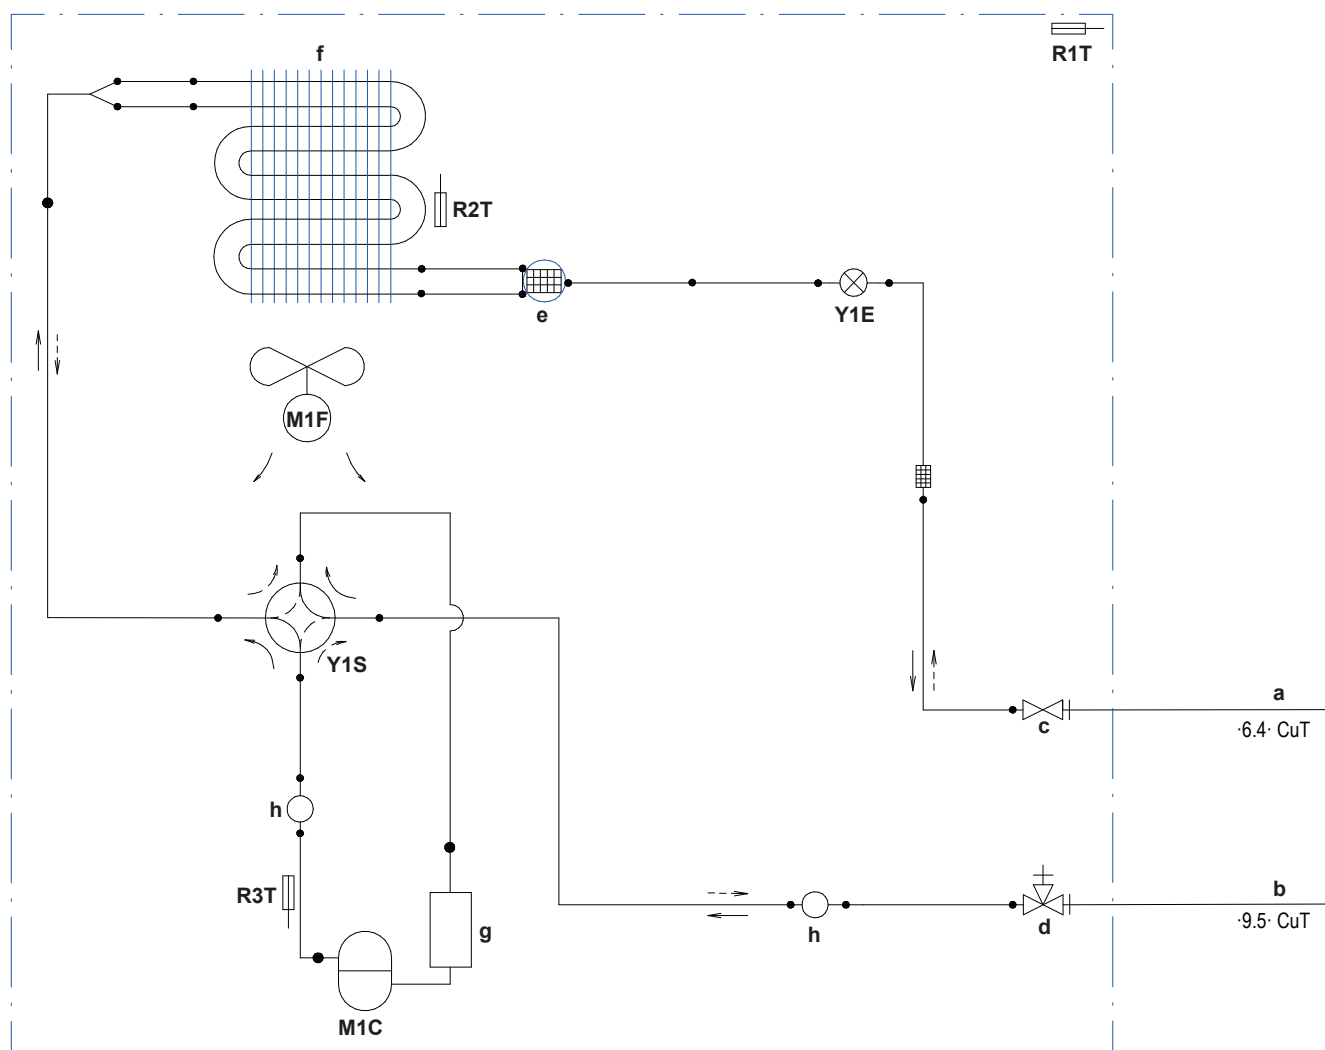 f
R1T
R2T
e
Y1E
M1F
Y1S
a
c
·6.4· CuT
h
R3T
g
h
d
b
·9.5· CuT
M1C